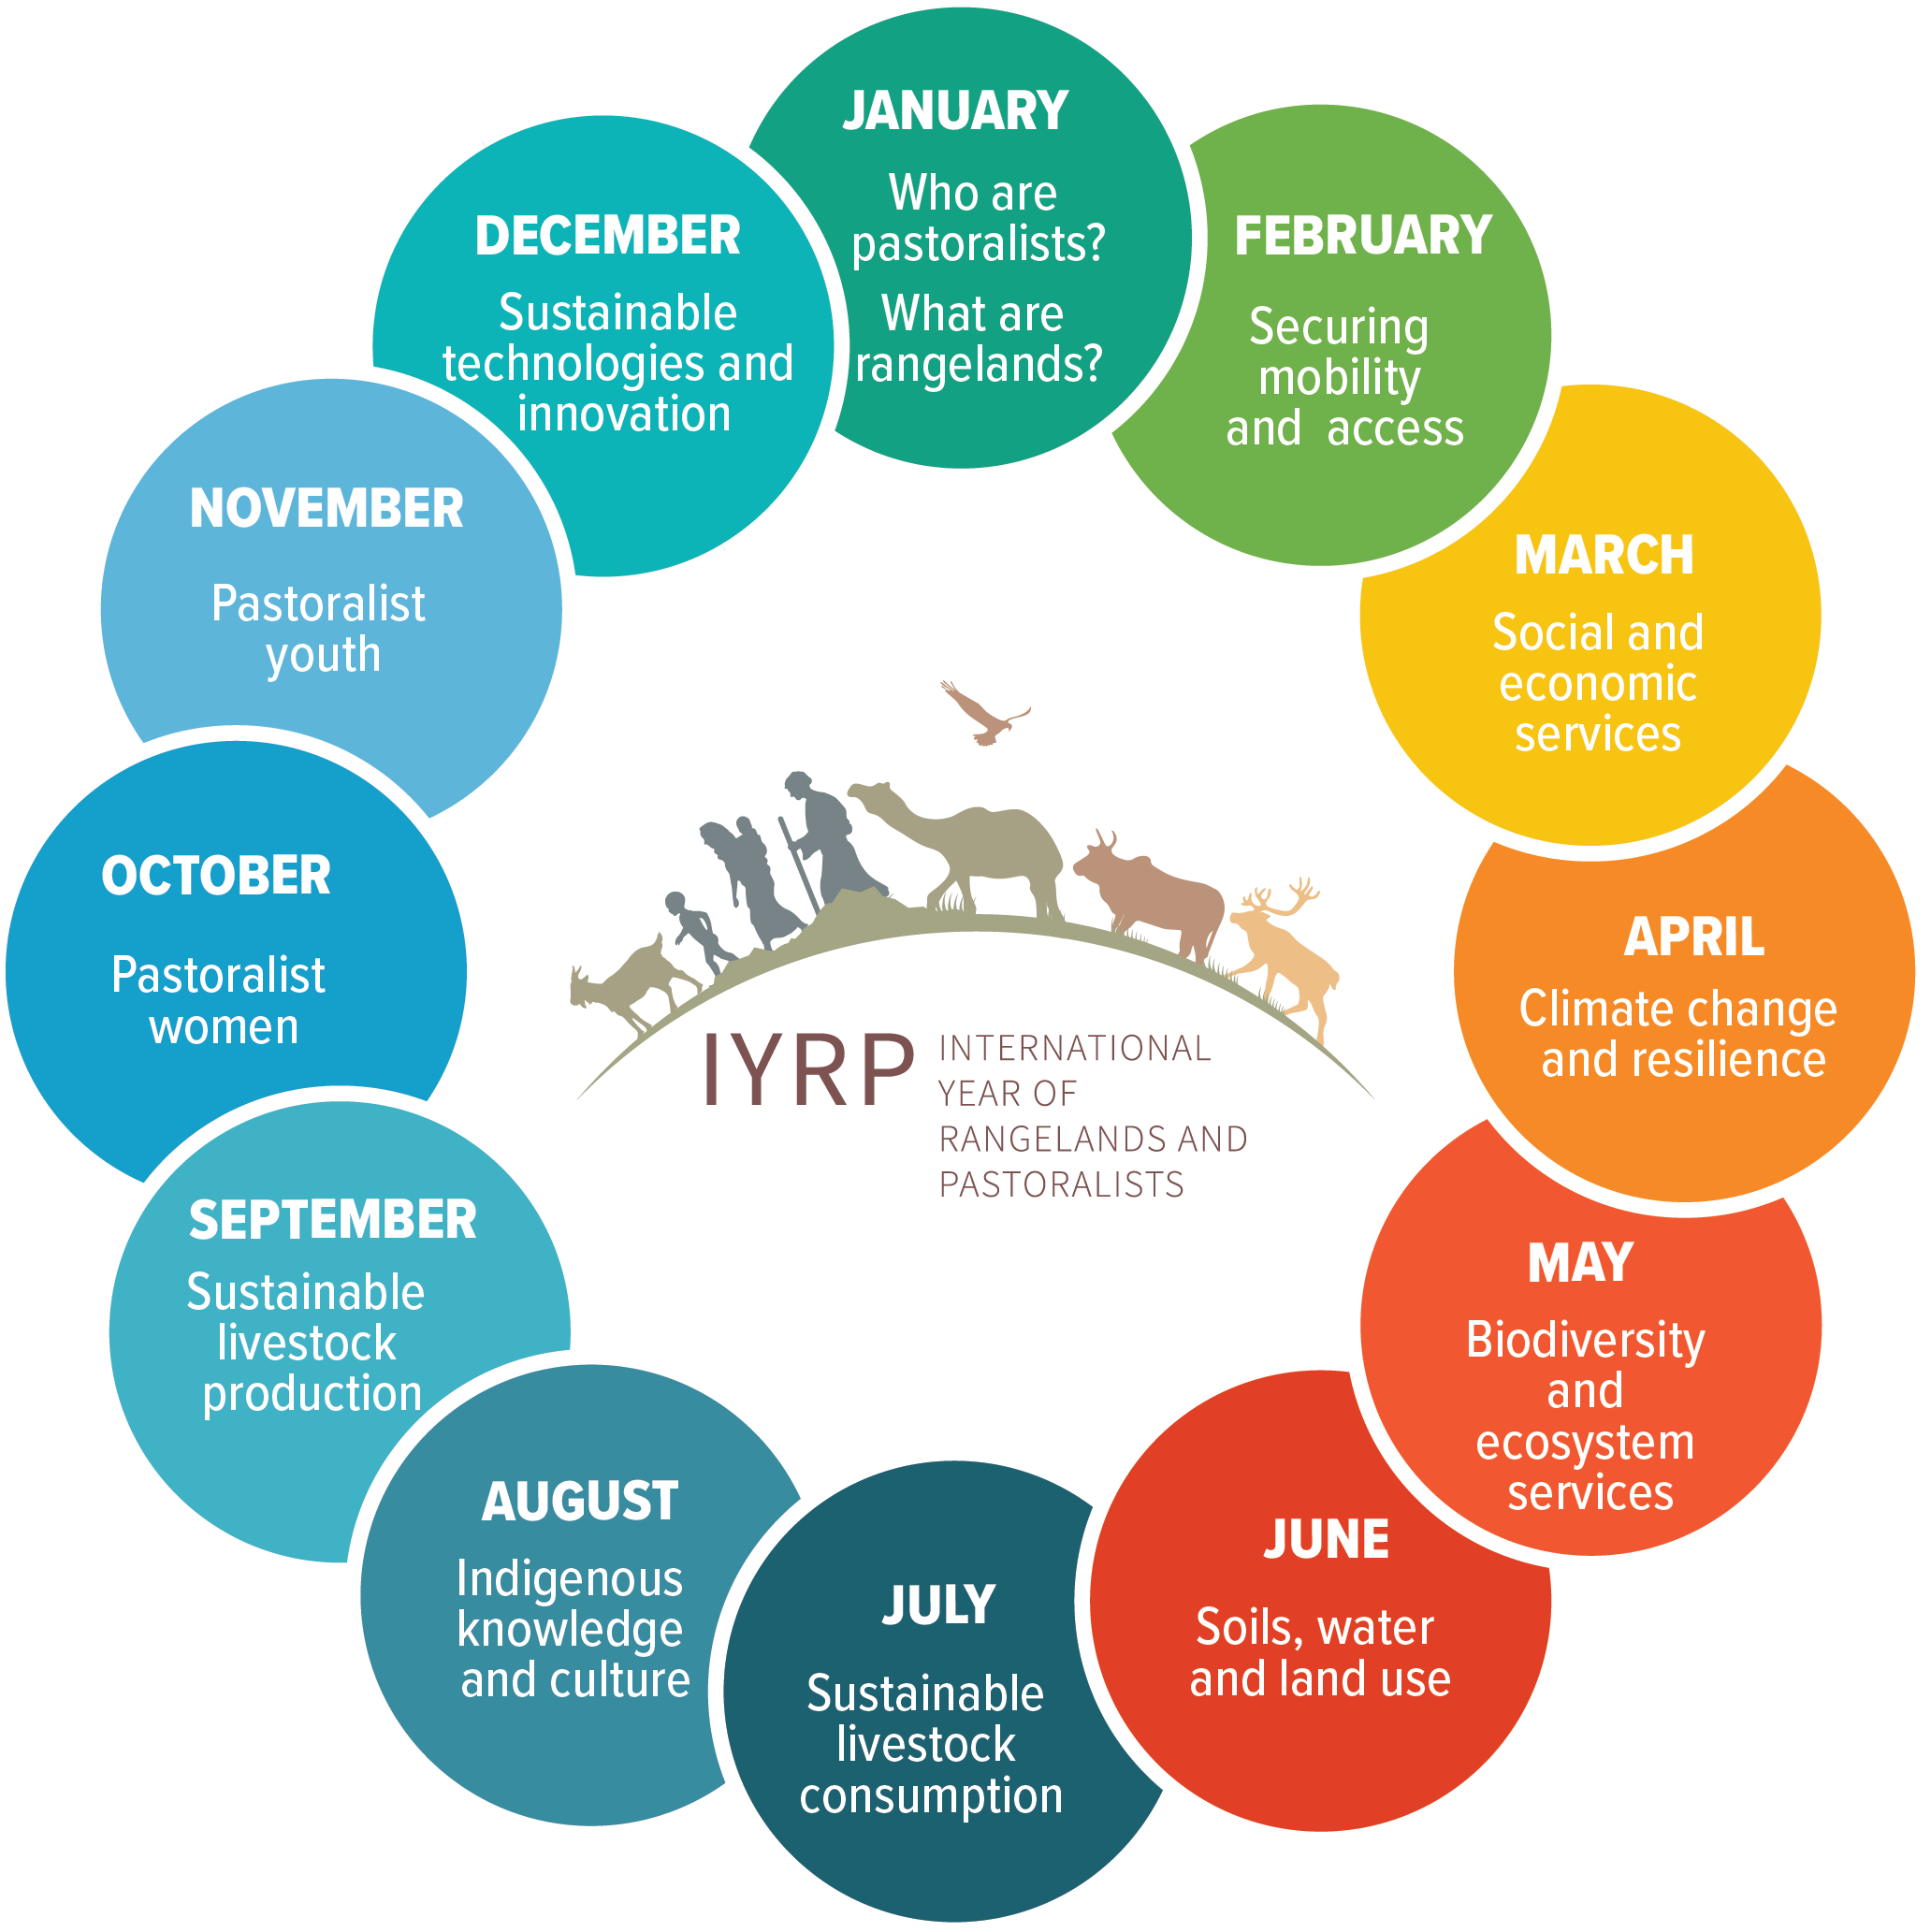 JANUARY
Who are
pastoralists?
What are
rangelands?
FEBRUARY
Securing
mobility
and access
MARCH
Social and
economic
services
APRIL
Climate change
and resilience
MAY
Biodiversity
and
ecosystem
services
JUNE
Soils, water
and land use
JULY
Sustainable
livestock
consumption
AUGUST
Indigenous
knowledge
and culture
SEPTEMBER
Sustainable
livestock
production
OCTOBER
Pastoralist
women
NOVEMBER
Pastoralist
youth
DECEMBER
Sustainable
technologies and
innovation
IYRP
INTERNATIONAL
YEAR OF
RANGELANDS AND
PASTORALISTS